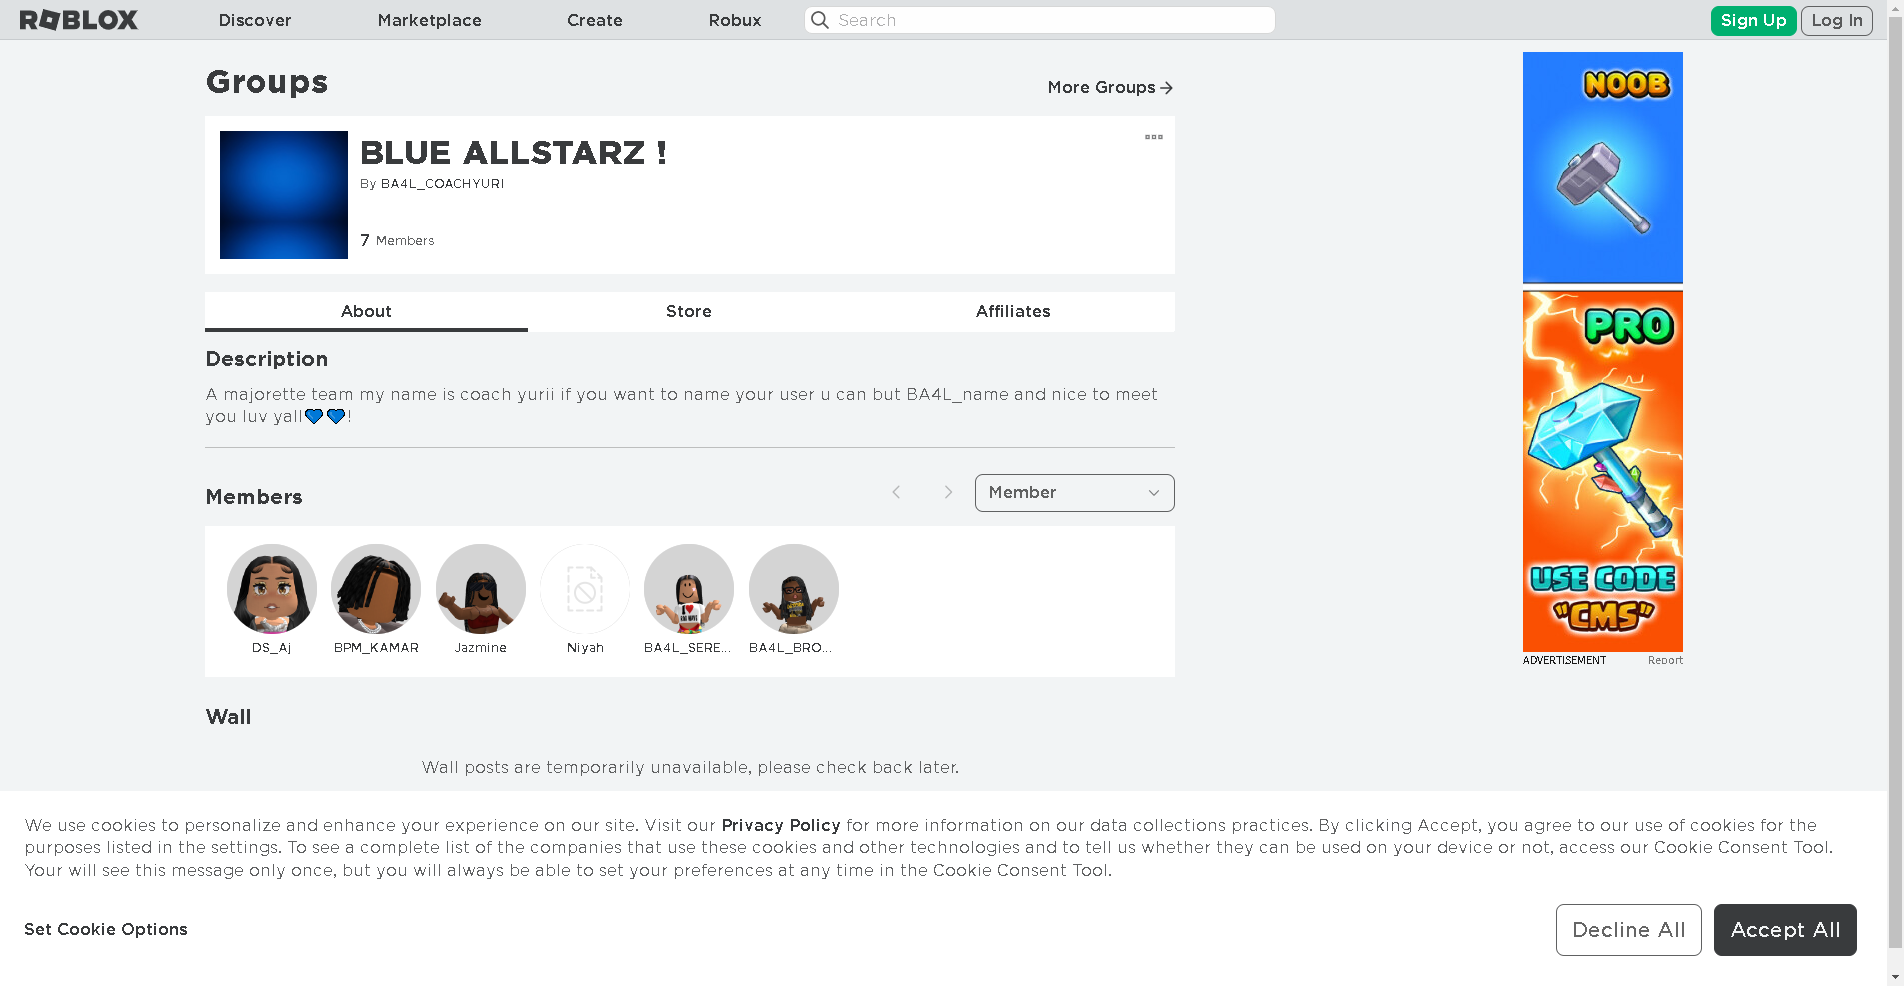 ROBLOX
Discover
Marketplace
Create
Robux
Search
Sign Up
Log In
Groups
More Groups
BLUE ALLSTARZ !
By BA4L_COACHYURI
7 Members
About
Store
Affiliates
Description
A majorette team my name is coach yurii if you want to name your user u can but BA4L_name and nice to meet
you luv yall💙💙!
Members
Member
DS_Aj
BPM_KAMAR
Jazmine
Niyah
BA4L_SERE...
BA4L_BRO...
Wall
Wall posts are temporarily unavailable, please check back later.
NOOB
PRO
USE CODE
"CMS"
ADVERTISEMENT
Report
We use cookies to personalize and enhance your experience on our site. Visit our Privacy Policy for more information on our data collections practices. By clicking Accept, you agree to our use of cookies for the
purposes listed in the settings. To see a complete list of the companies that use these cookies and other technologies and to tell us whether they can be used on your device or not, access our Cookie Consent Tool.
Your will see this message only once, but you will always be able to set your preferences at any time in the Cookie Consent Tool.
Set Cookie Options
Decline All
Accept All